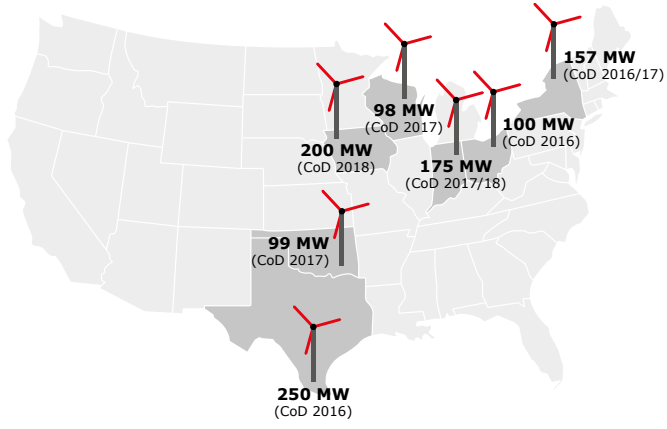 157 MW
(CoD 2016/17)
98 MW
(CoD 2017)
100 MW
(CoD 2016)
200 MW
(CoD 2018)
175 MW
(CoD 2017/18)
99 MW
(CoD 2017)
250 MW
(CoD 2016)